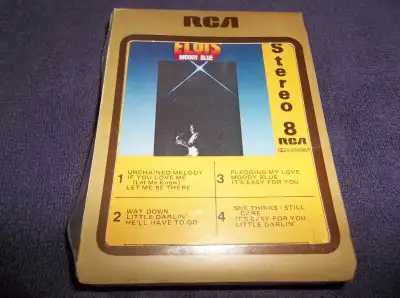 RCA
ELVIS
MOODY BLUE
Stereo 8
RCA
1 UNCHAINED MELODY
IF YOU LOVE ME
(Let Me Know)
LET ME BE THERE
3 PLEDGING MY LOVE
MOODY BLUE
IT'S EASY FOR YOU
2 WAY DOWN
LITTLE DARLIN'
HE'LL HAVE TO GO
4 SHE THINKS I STILL
CARE
IT'S EASY FOR YOU
LITTLE DARLIN'